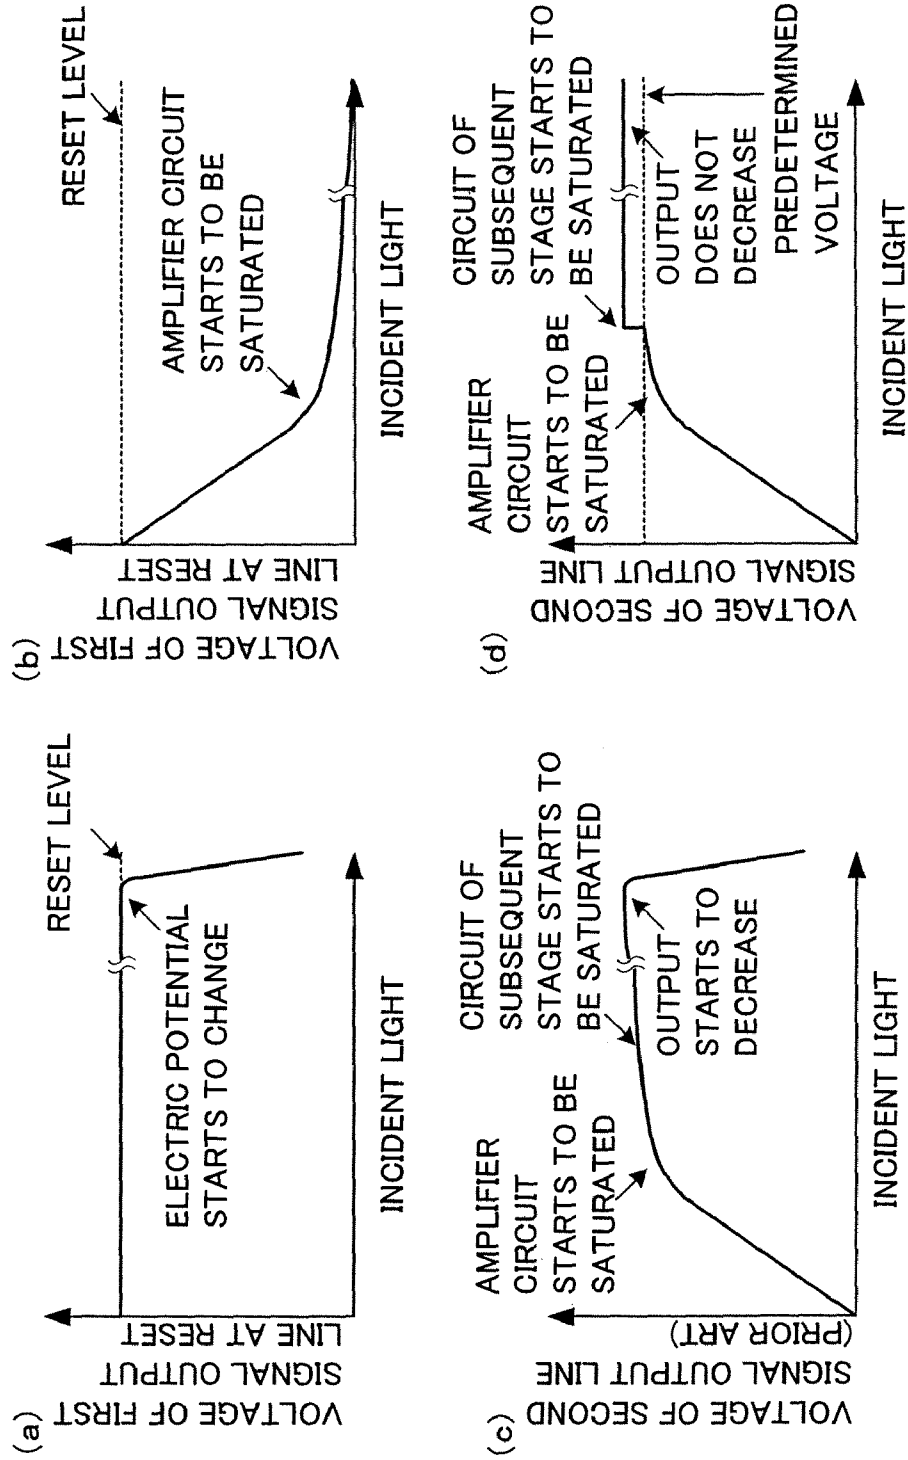 (a)
VOLTAGE OF FIRST
SIGNAL OUTPUT
LINE AT RESET
RESET LEVEL
ELECTRIC POTENTIAL
STARTS TO CHANGE
INCIDENT LIGHT
(b)
VOLTAGE OF FIRST
SIGNAL OUTPUT
LINE AT RESET
RESET LEVEL
AMPLIFIER CIRCUIT
STARTS TO BE
SATURATED
INCIDENT LIGHT
(c)
VOLTAGE OF SECOND
SIGNAL OUTPUT LINE
(PRIOR ART)
AMPLIFIER
CIRCUIT
STARTS TO BE
SATURATED
CIRCUIT OF
SUBSEQUENT
STAGE STARTS TO
BE SATURATED
OUTPUT
STARTS TO
DECREASE
INCIDENT LIGHT
(d)
VOLTAGE OF SECOND
SIGNAL OUTPUT LINE
AMPLIFIER
CIRCUIT
STARTS TO BE
SATURATED
CIRCUIT OF
SUBSEQUENT
STAGE STARTS TO
BE SATURATED
OUTPUT
DOES NOT
DECREASE
PREDETERMINED
VOLTAGE
INCIDENT LIGHT